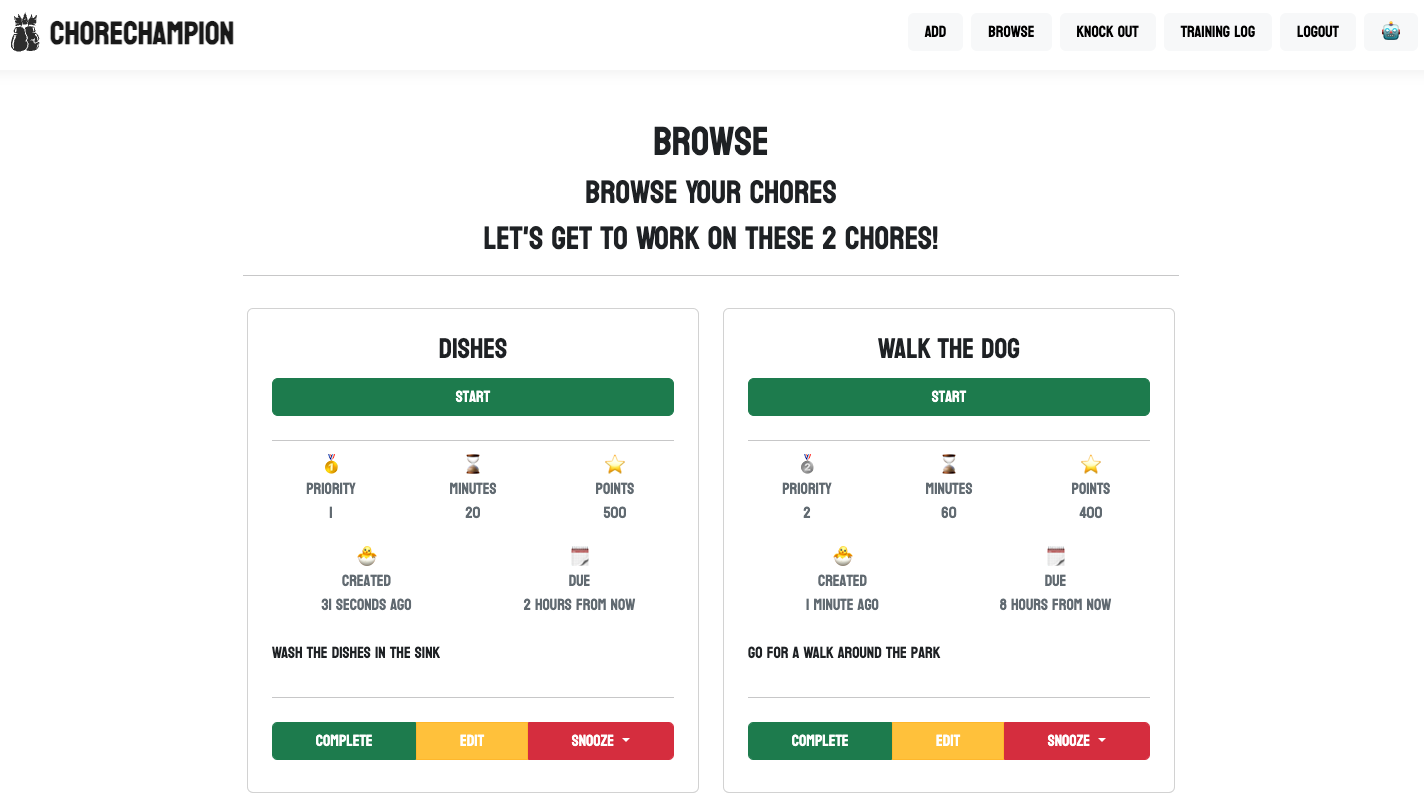 CHORECHAMPION
ADD BROWSE KNOCK OUT TRAINING LOG LOGOUT
BROWSE
BROWSE YOUR CHORES
LET'S GET TO WORK ON THESE 2 CHORES!
DISHES
START
PRIORITY MINUTES POINTS
1 20 500
CREATED DUE
31 SECONDS AGO 2 HOURS FROM NOW
WASH THE DISHES IN THE SINK
COMPLETE EDIT SNOOZE
WALK THE DOG
START
PRIORITY MINUTES POINTS
2 60 400
CREATED DUE
1 MINUTE AGO 8 HOURS FROM NOW
GO FOR A WALK AROUND THE PARK
COMPLETE EDIT SNOOZE